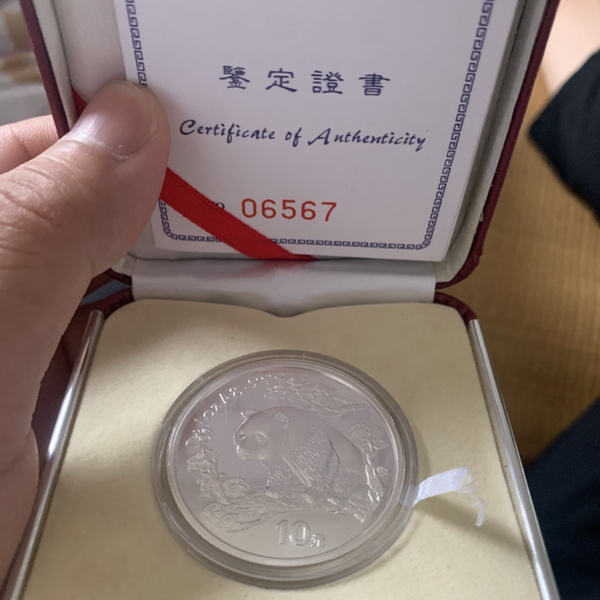 鑒定證書
Certificate of Authenticity
06567
10元